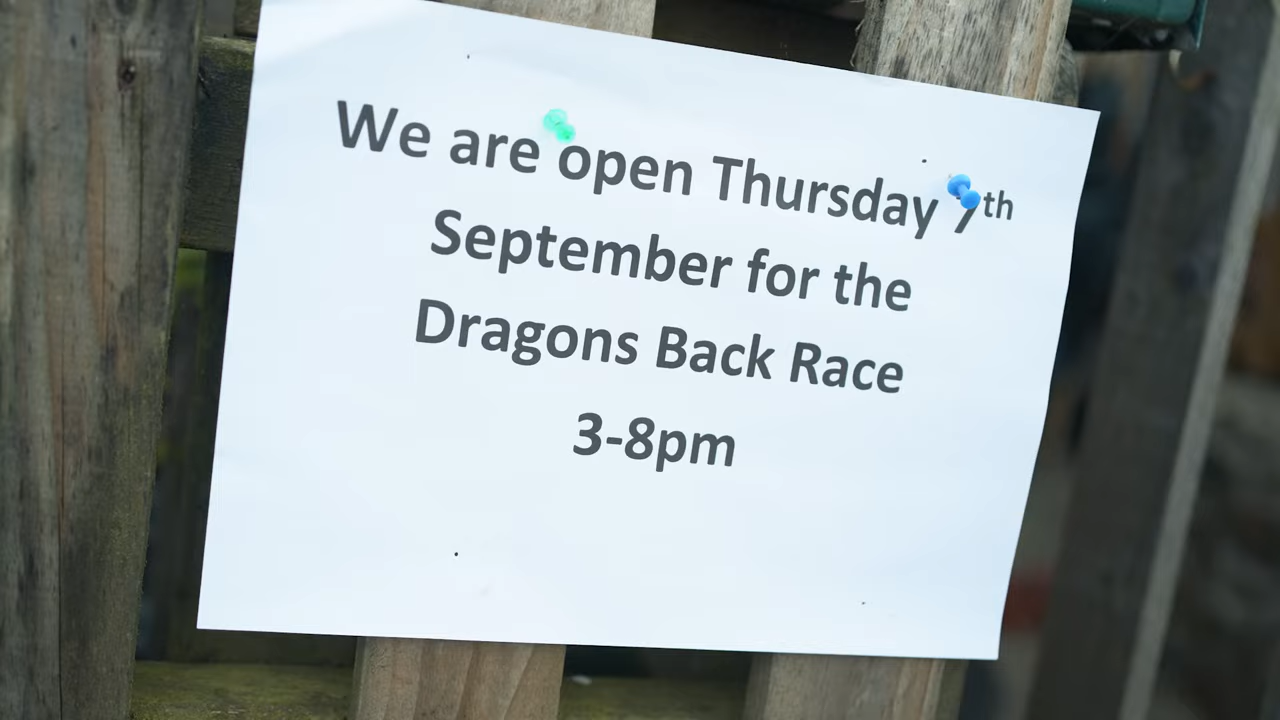 We are open Thursday 7th
September for the
Dragons Back Race
3-8pm